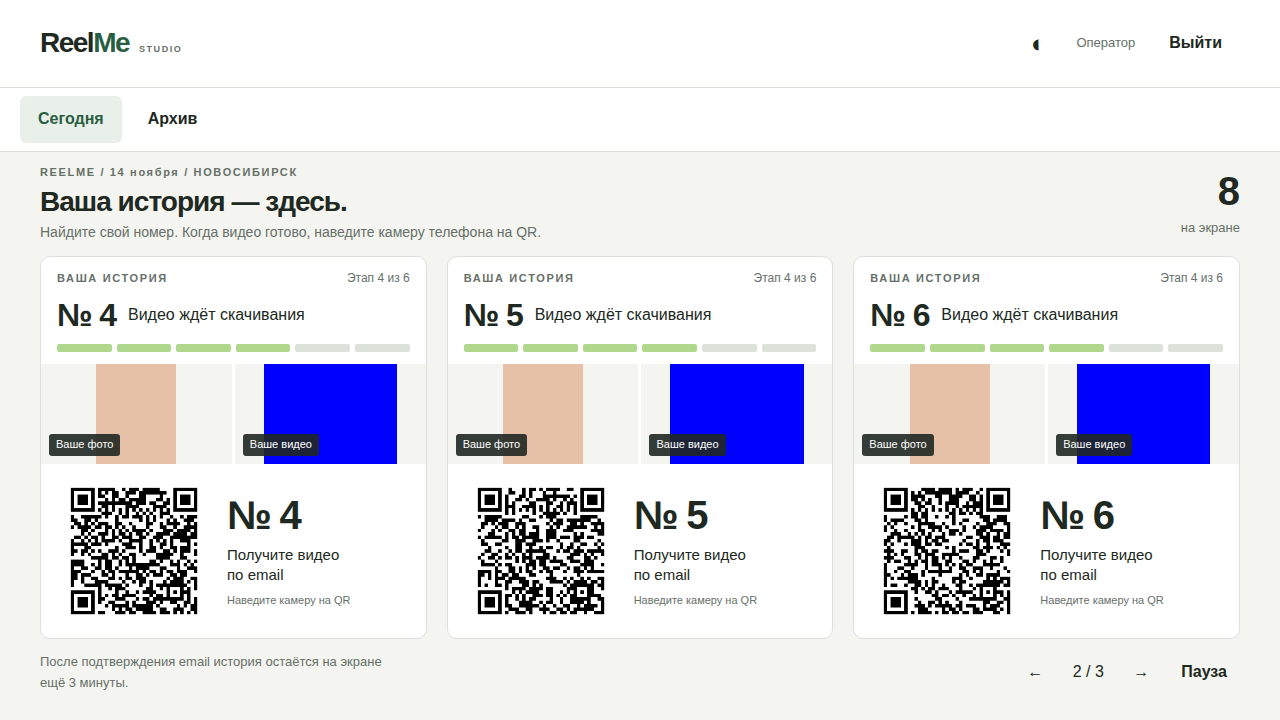 ReelMe STUDIO
Оператор
Выйти
Сегодня
Архив
REELME / 14 ноября / НОВОСИБИРСК
Ваша история — здесь.
Найдите свой номер. Когда видео готово, наведите камеру телефона на QR.
8
на экране
ВАША ИСТОРИЯ
Этап 4 из 6
№ 4 Видео ждёт скачивания
Ваше фото
Ваше видео
№ 4
Получите видео
по email
Наведите камеру на QR
ВАША ИСТОРИЯ
Этап 4 из 6
№ 5 Видео ждёт скачивания
Ваше фото
Ваше видео
№ 5
Получите видео
по email
Наведите камеру на QR
ВАША ИСТОРИЯ
Этап 4 из 6
№ 6 Видео ждёт скачивания
Ваше фото
Ваше видео
№ 6
Получите видео
по email
Наведите камеру на QR
После подтверждения email история остаётся на экране
ещё 3 минуты.
← 2 / 3 → Пауза